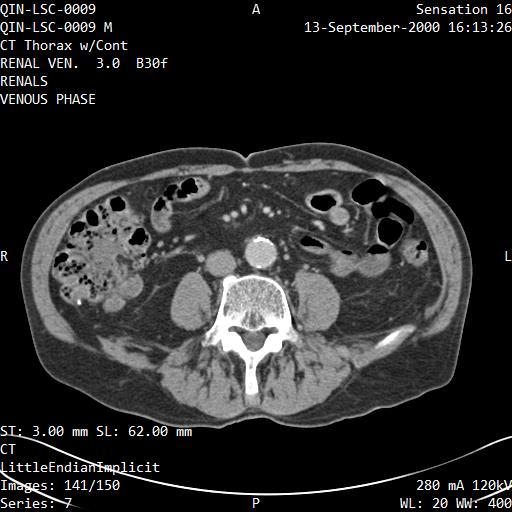 QIN-LSC-0009
A
Sensation 16
QIN-LSC-0009 M
13-September-2000 16:13:26
CT Thorax w/Cont
RENAL VEN.  3.0  B30f
RENALS
VENOUS PHASE
R
L
ST: 3.00 mm SL: 62.00 mm
CT
LittleEndianImplicit
Images: 141/150
280 mA 120kV
Series: 7
P
WL: 20 WW: 400